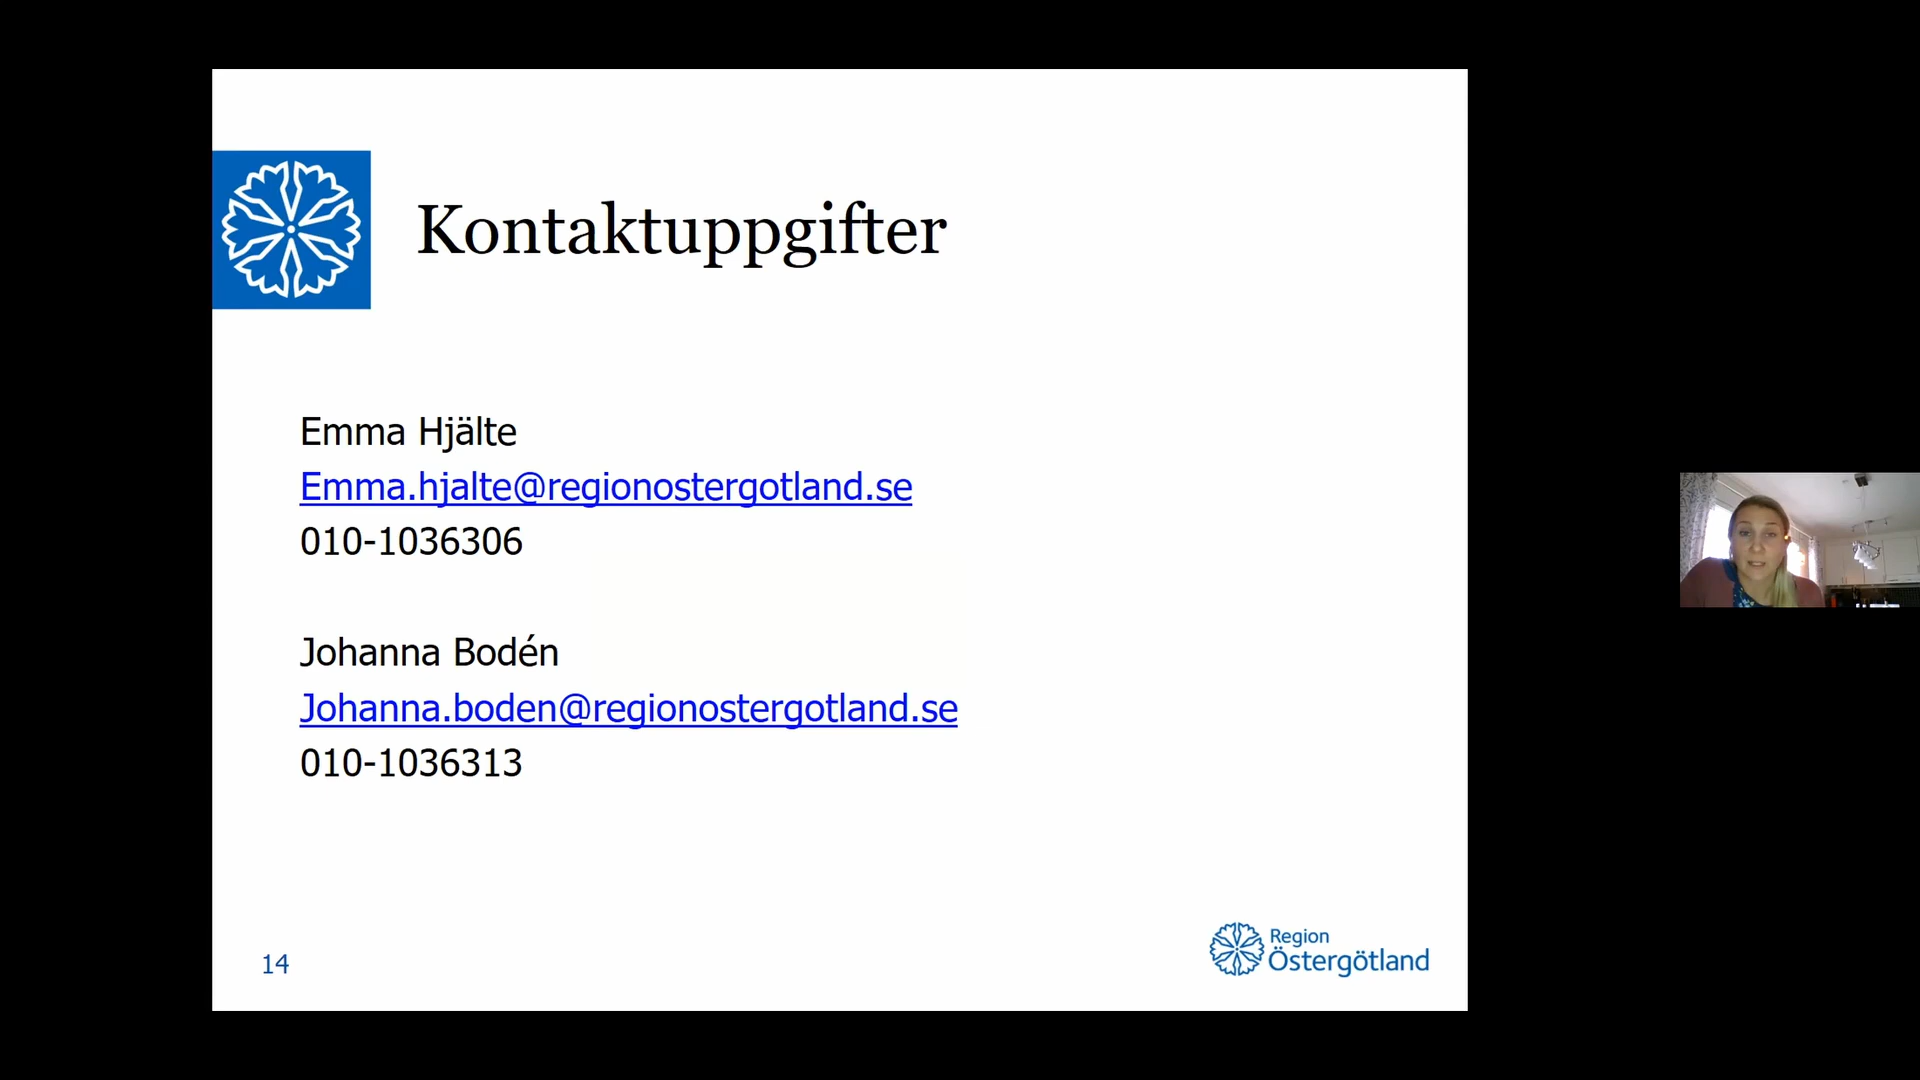 Kontaktuppgifter
Emma Hjälte
Emma.hjalte@regionostergotland.se
010-1036306
Johanna Bodén
Johanna.boden@regionostergotland.se
010-1036313
14
Region
Östergötland